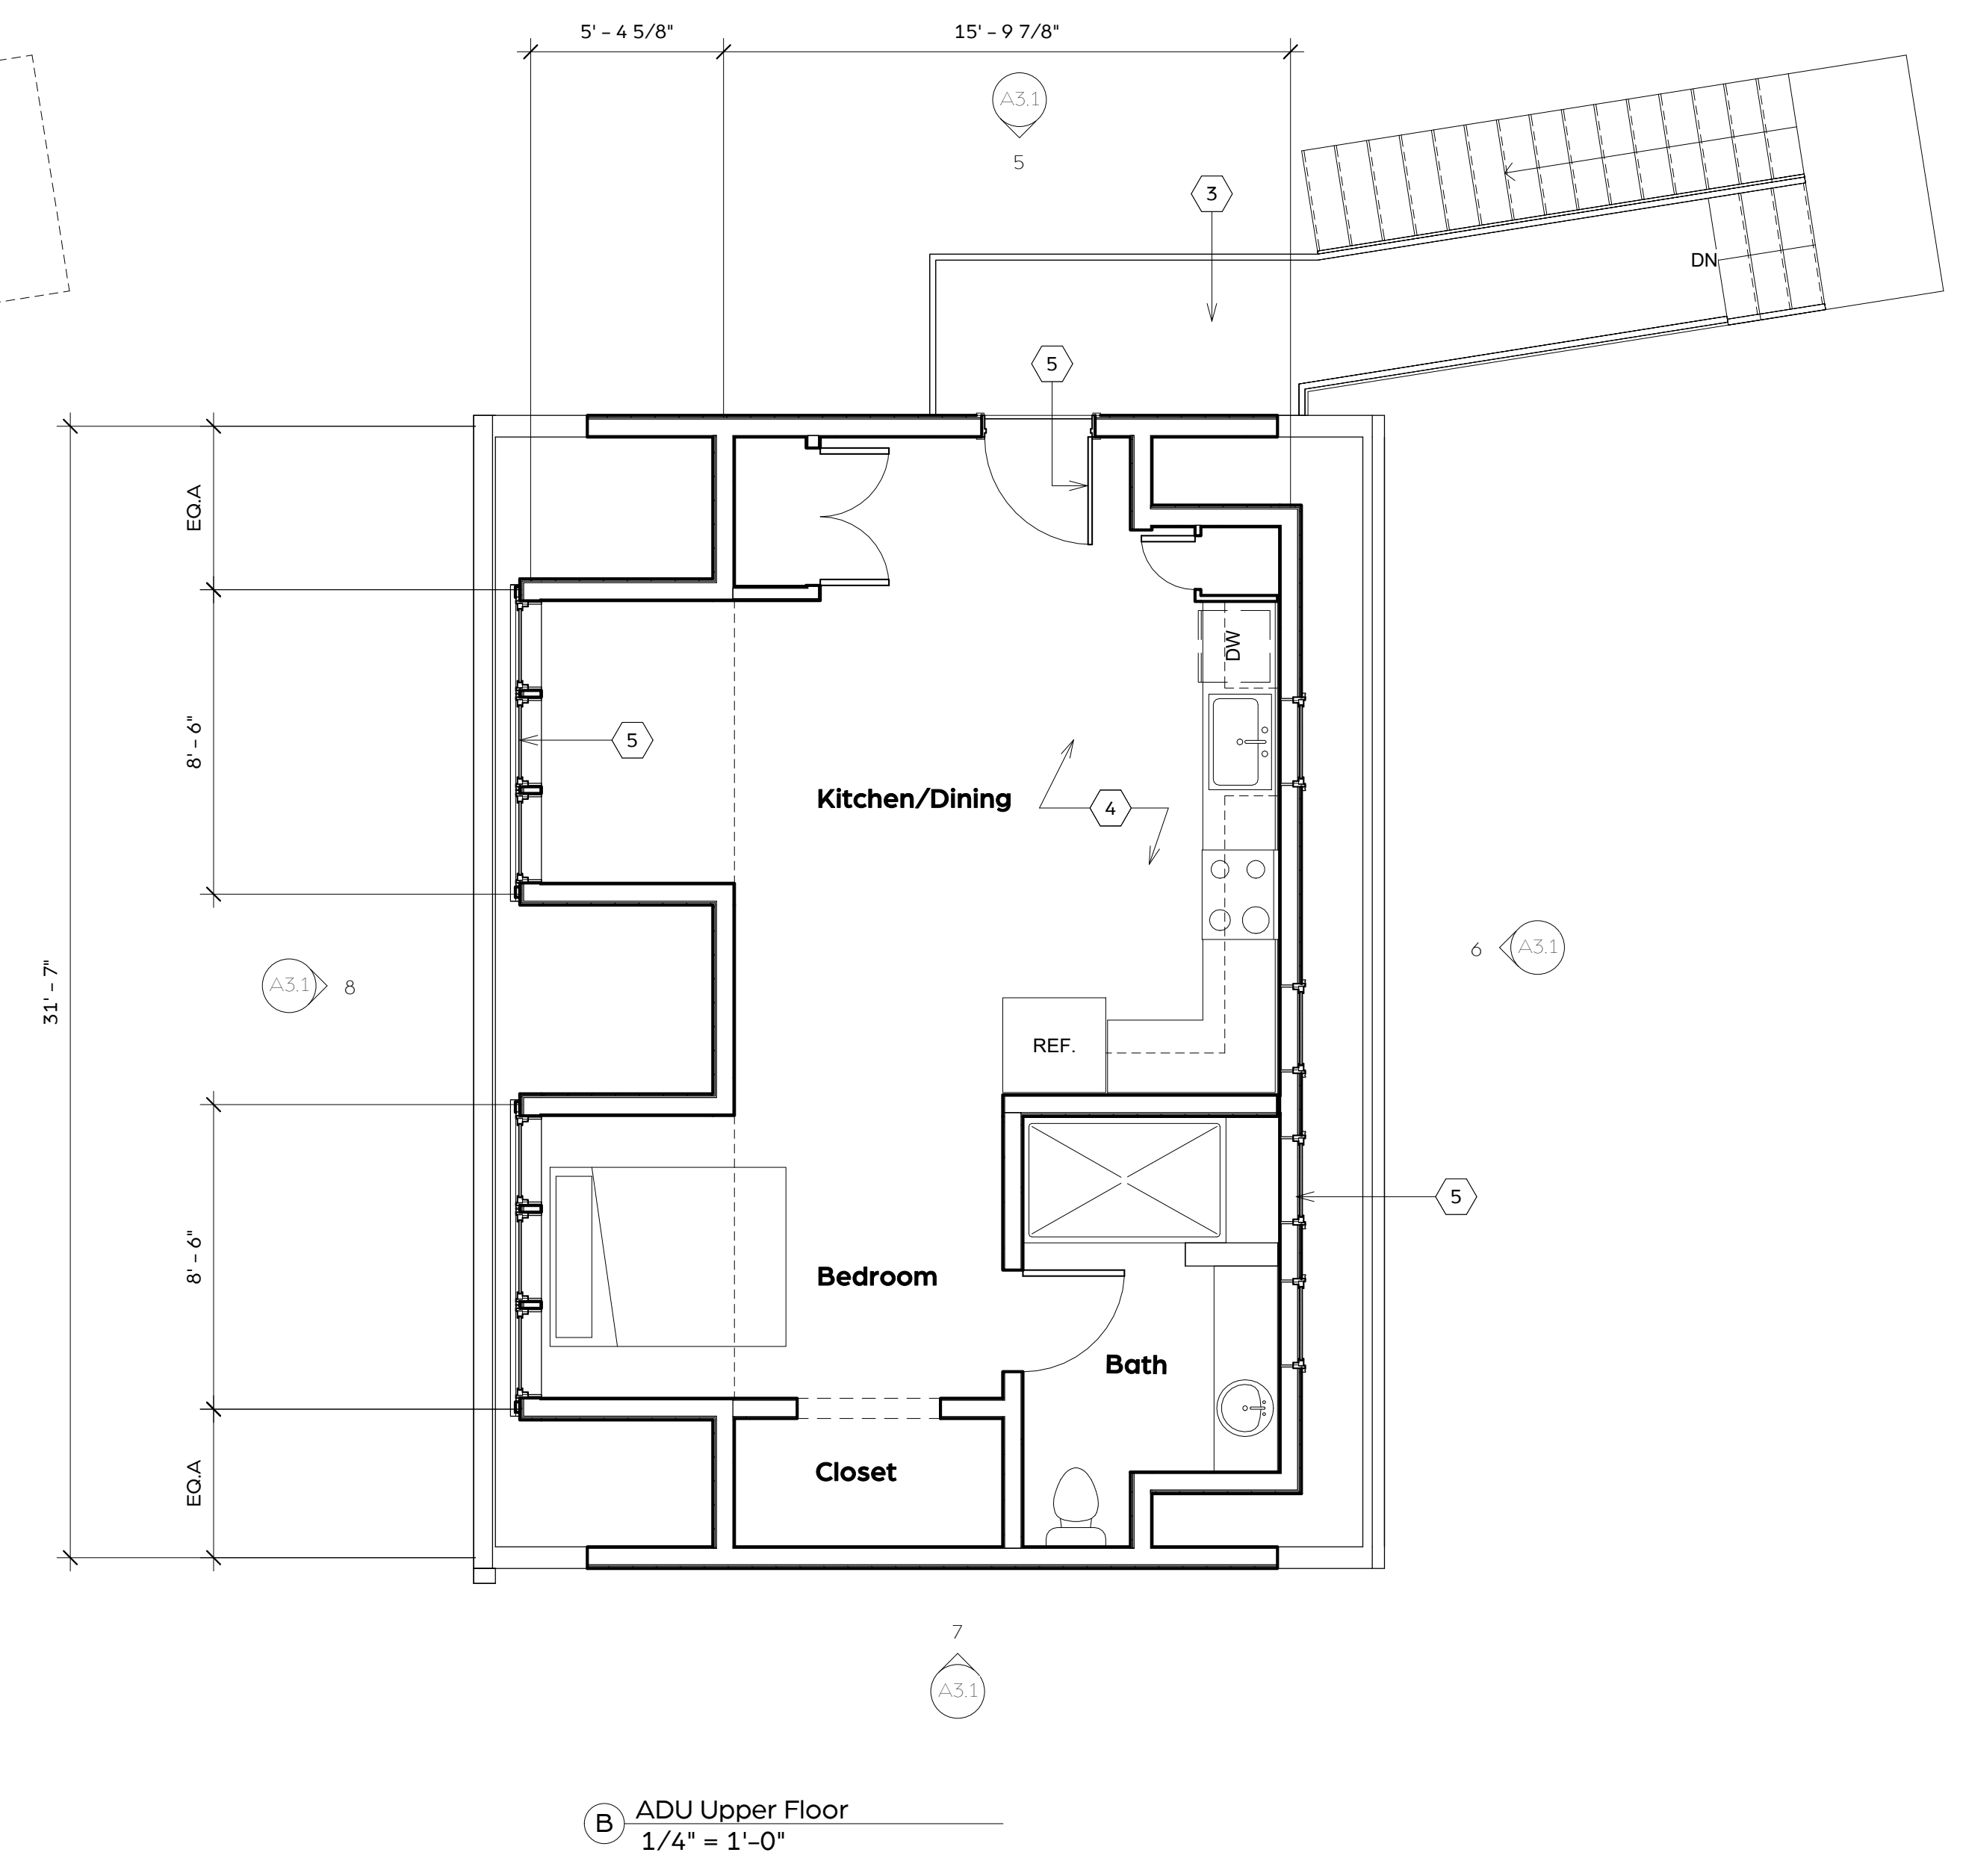 5' - 4 5/8"
15' - 9 7/8"
A3.1
5
3
DN
5
EQ.A
DW
8' - 6"
5
Kitchen/Dining
4
31' - 7"
A3.1
8
6
A3.1
REF.
5
8' - 6"
Bedroom
Bath
EQ.A
Closet
7
A3.1
B
ADU Upper Floor
1/4" = 1'-0"